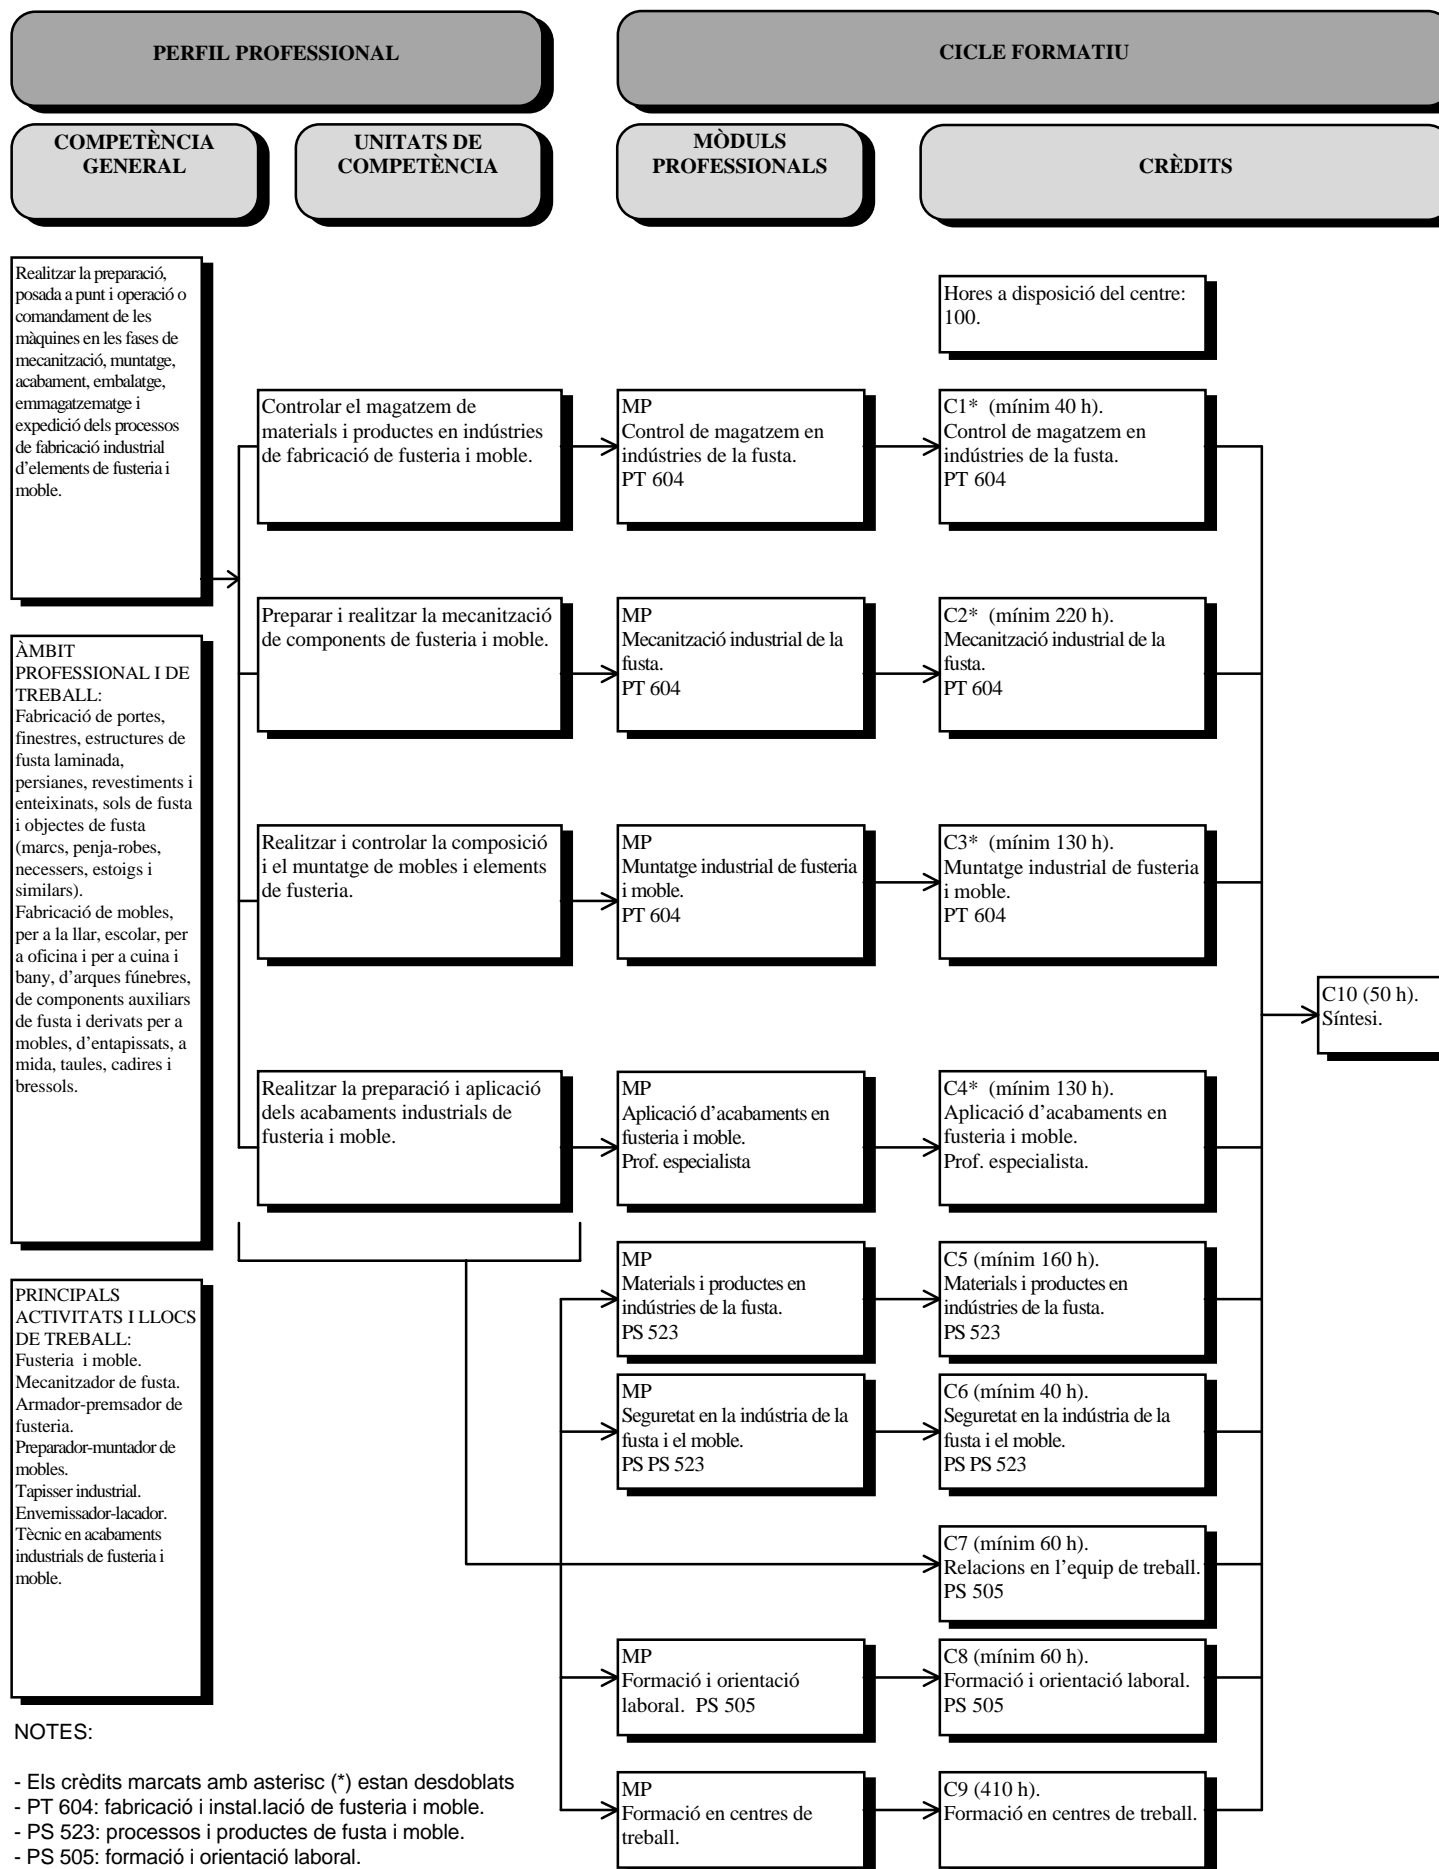 PERFIL PROFESSIONAL
CICLE FORMATIU
COMPETÈNCIA
GENERAL
UNITATS DE
COMPETÈNCIA
MÒDULS
PROFESSIONALS
CRÈDITS
Realitzar la preparació,
posada a punt i operació o
comandament de les
màquines en les fases de
mecanització, muntatge,
acabament, embalatge,
emmagatzematge i
expedició dels processos
de fabricació industrial
d'elements de fusteria i
moble.
ÀMBIT
PROFESSIONAL I DE
TREBALL:
Fabricació de portes,
finestres, estructures de
fusta laminada,
persianes, revestiments i
enteixinats, sols de fusta
i objectes de fusta
(marcs, penja-robes,
necessers, estoigs i
similars).
Fabricació de mobles,
per a la llar, escolar, per
a oficina i per a cuina i
bany, d'arques fúnebres,
de components auxiliars
de fusta i derivats per a
mobles, d'entapissats, a
mida, taules, cadires i
bressols.
PRINCIPALS
ACTIVITATS I LLOCS
DE TREBALL:
Fusteria i moble.
Mecanitzador de fusta.
Armador-premsador de
fusteria.
Preparador-muntador de
mobles.
Tapisser industrial.
Envernissador-lacador.
Tècnic en acabaments
industrials de fusteria i
moble.
Hores a disposició del centre:
100.
Controlar el magatzem de
materials i productes en indústries
de fabricació de fusteria i moble.
MP
Control de magatzem en
indústries de la fusta.
PT 604
C1* (mínim 40 h).
Control de magatzem en
indústries de la fusta.
PT 604
Preparar i realitzar la mecanització
de components de fusteria i moble.
MP
Mecanització industrial de la
fusta.
PT 604
C2* (mínim 220 h).
Mecanització industrial de la
fusta.
PT 604
Realitzar i controlar la composició
i el muntatge de mobles i elements
de fusteria.
MP
Muntatge industrial de fusteria
i moble.
PT 604
C3* (mínim 130 h).
Muntatge industrial de fusteria
i moble.
PT 604
C10 (50 h).
Síntesi.
Realitzar la preparació i aplicació
dels acabaments industrials de
fusteria i moble.
MP
Aplicació d'acabaments en
fusteria i moble.
Prof. especialista
C4* (mínim 130 h).
Aplicació d'acabaments en
fusteria i moble.
Prof. especialista.
MP
Materials i productes en
indústries de la fusta.
PS 523
C5 (mínim 160 h).
Materials i productes en
indústries de la fusta.
PS 523
MP
Seguretat en la indústria de la
fusta i el moble.
PS PS 523
C6 (mínim 40 h).
Seguretat en la indústria de la
fusta i el moble.
PS PS 523
C7 (mínim 60 h).
Relacions en l'equip de treball.
PS 505
MP
Formació i orientació
laboral. PS 505
C8 (mínim 60 h).
Formació i orientació laboral.
PS 505
MP
Formació en centres de
treball.
C9 (410 h).
Formació en centres de treball.
NOTES:
- Els crèdits marcats amb asterisc (*) estan desdoblats
- PT 604: fabricació i instal.lació de fusteria i moble.
- PS 523: processos i productes de fusta i moble.
- PS 505: formació i orientació laboral.